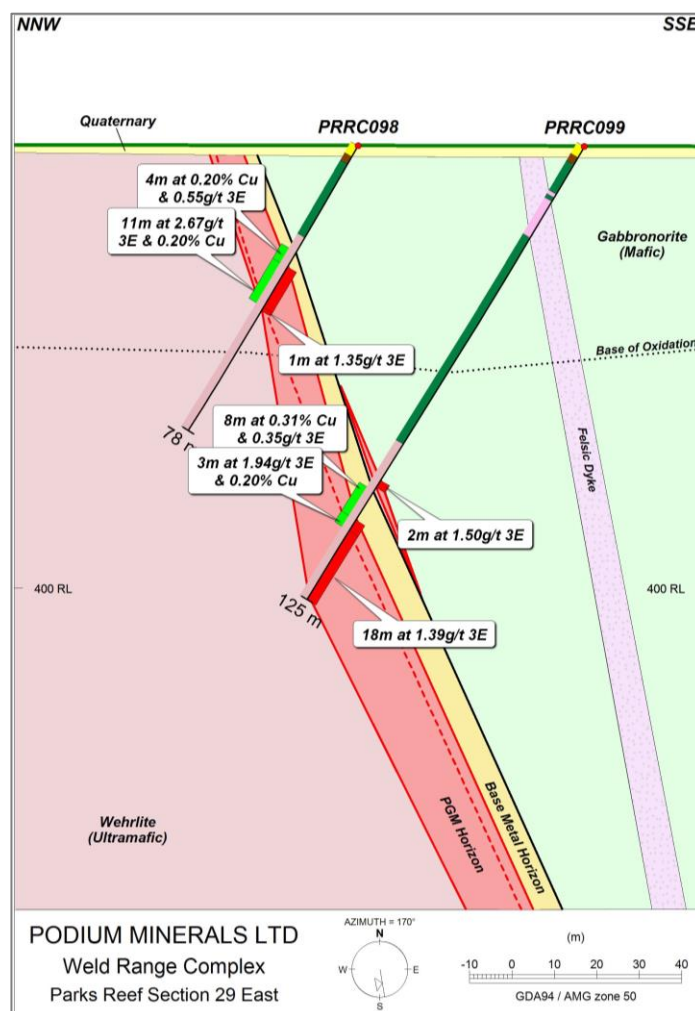 NNW
SSE
Quaternary
PRRC098
PRRC099
4m at 0.20% Cu
& 0.55g/t 3E
11m at 2.67g/t
3E & 0.20% Cu
Gabbronorite
(Mafic)
1m at 1.35g/t 3E
Base of Oxidation
78
8m at 0.31% Cu
& 0.35g/t 3E
3m at 1.94g/t 3E
& 0.20% Cu
Felsic Dyke
2m at 1.50g/t 3E
400 RL
400 RL
125 m
18m at 1.39g/t 3E
Wehrlite
(Ultramafic)
PGM Horizon
Base Metal Horizon
PODIUM MINERALS LTD
Weld Range Complex
Parks Reef Section 29 East
AZIMUTH = 170°
N
W
E
S
(m)
-10 0 10 20 30 40
GDA94 / AMG zone 50